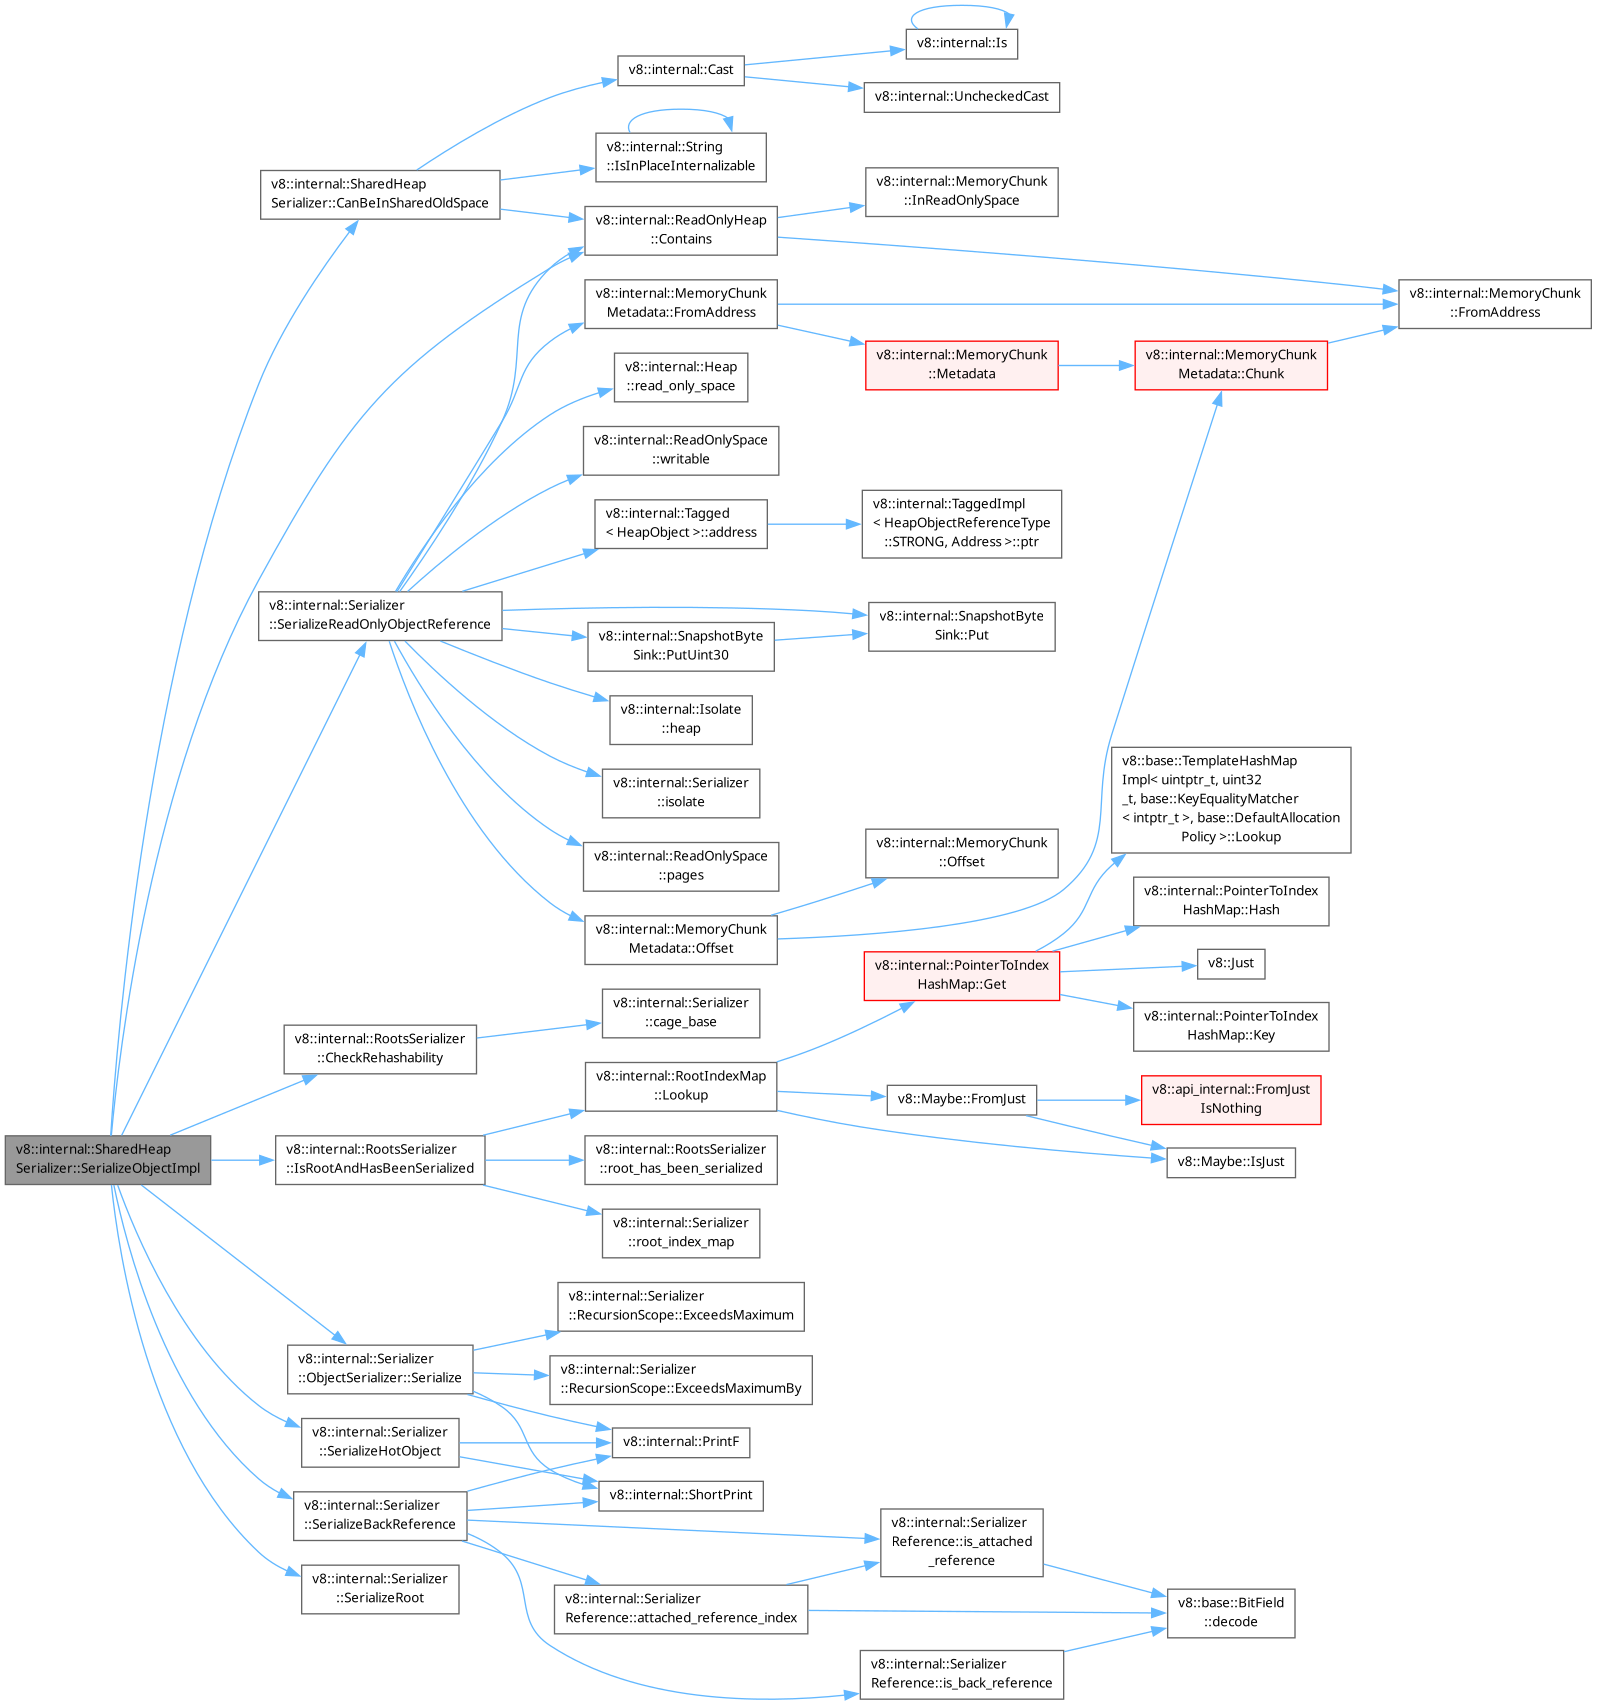 v8::internal::Is
v8::internal::Cast
v8::internal::UncheckedCast
v8::internal::String
::IsInPlaceInternalizable
v8::internal::SharedHeap
Serializer::CanBeInSharedOldSpace
v8::internal::MemoryChunk
::InReadOnlySpace
v8::internal::ReadOnlyHeap
::Contains
v8::internal::MemoryChunk
Metadata::FromAddress
v8::internal::MemoryChunk
::FromAddress
v8::internal::MemoryChunk
::Metadata
v8::internal::MemoryChunk
Metadata::Chunk
v8::internal::Heap
::read_only_space
v8::internal::ReadOnlySpace
::writable
v8::internal::Tagged
< HeapObject >::address
v8::internal::TaggedImpl
< HeapObjectReferenceType
::STRONG, Address >::ptr
v8::internal::Serializer
::SerializeReadOnlyObjectReference
v8::internal::SnapshotByte
Sink::Put
v8::internal::SnapshotByte
Sink::PutUint30
v8::internal::Isolate
::heap
v8::internal::Serializer
::isolate
v8::base::TemplateHashMap
Impl< uintptr_t, uint32
_t, base::KeyEqualityMatcher
< intptr_t >, base::DefaultAllocation
Policy >::Lookup
v8::internal::ReadOnlySpace
::pages
v8::internal::MemoryChunk
::Offset
v8::internal::MemoryChunk
Metadata::Offset
v8::internal::PointerToIndex
HashMap::Hash
v8::internal::PointerToIndex
HashMap::Get
v8::Just
v8::internal::PointerToIndex
HashMap::Key
v8::internal::Serializer
::cage_base
v8::internal::RootsSerializer
::CheckRehashability
v8::internal::RootIndexMap
::Lookup
v8::Maybe::FromJust
v8::api_internal::FromJust
IsNothing
v8::internal::SharedHeap
Serializer::SerializeObjectImpl
v8::internal::RootsSerializer
::IsRootAndHasBeenSerialized
v8::internal::RootsSerializer
::root_has_been_serialized
v8::Maybe::IsJust
v8::internal::Serializer
::root_index_map
v8::internal::Serializer
::RecursionScope::ExceedsMaximum
v8::internal::Serializer
::ObjectSerializer::Serialize
v8::internal::Serializer
::RecursionScope::ExceedsMaximumBy
v8::internal::Serializer
::SerializeHotObject
v8::internal::PrintF
v8::internal::ShortPrint
v8::internal::Serializer
::SerializeBackReference
v8::internal::Serializer
Reference::is_attached
_reference
v8::internal::Serializer
::SerializeRoot
v8::internal::Serializer
Reference::attached_reference_index
v8::base::BitField
::decode
v8::internal::Serializer
Reference::is_back_reference